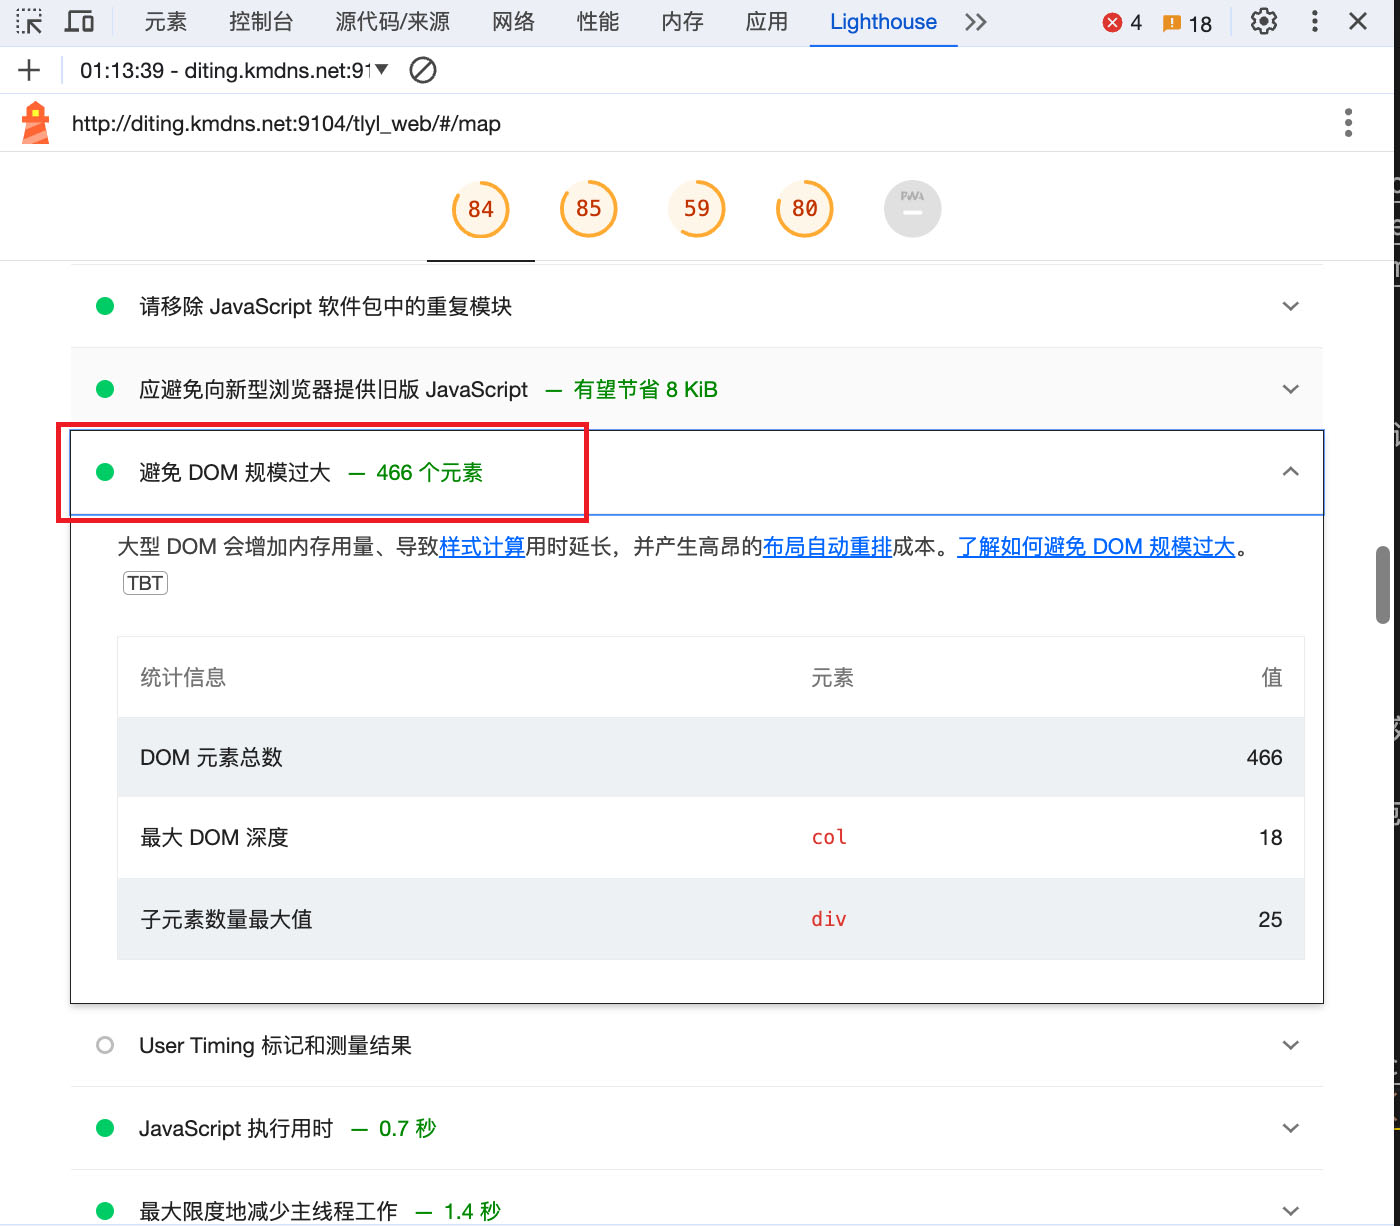 元素 控制台 源代码/来源 网络 性能 内存 应用 Lighthouse 4 18
01:13:39 - diting.kmdns.net:91
http://diting.kmdns.net:9104/tlyl_web/#/map
84 85 59 80 PWA
请移除 JavaScript 软件包中的重复模块
应避免向新型浏览器提供旧版 JavaScript — 有望节省 8 KiB
避免 DOM 规模过大 — 466 个元素
大型 DOM 会增加内存用量、导致样式计算用时延长，并产生高昂的布局自动重排成本。了解如何避免 DOM 规模过大。
TBT
统计信息 元素 值
DOM 元素总数 466
最大 DOM 深度 col 18
子元素数量最大值 div 25
User Timing 标记和测量结果
JavaScript 执行用时 — 0.7 秒
最大限度地减少主线程工作 — 1.4 秒